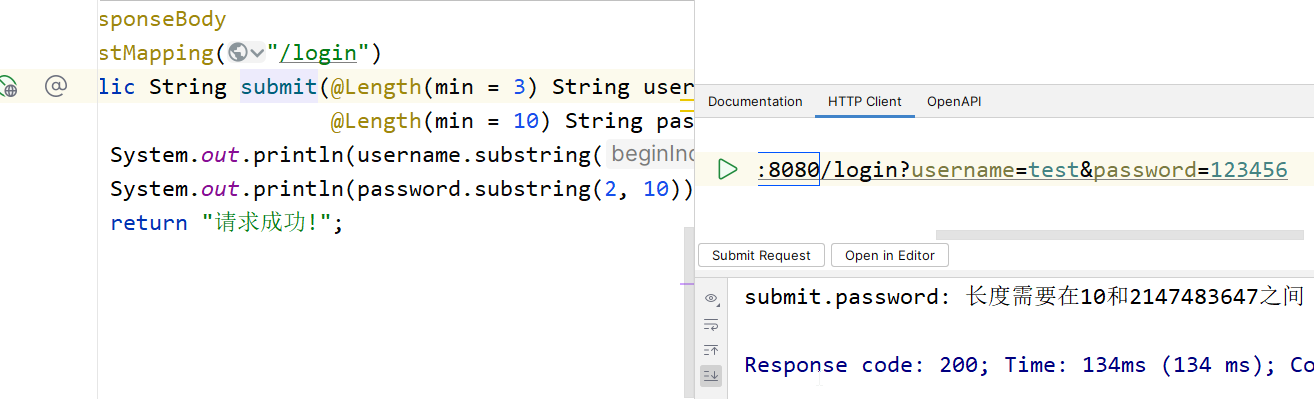 sponseBody
stMapping("/login")
lic String submit(@Length(min = 3) String user
@Length(min = 10) String pas
System.out.println(username.substring( beginInd
System.out.println(password.substring(2, 10))
return "请求成功!";
Documentation HTTP Client OpenAPI
:8080/login?username=test&password=123456
Submit Request Open in Editor
submit.password: 长度需要在10和2147483647之间
Response code: 200; Time: 134ms (134 ms); Co